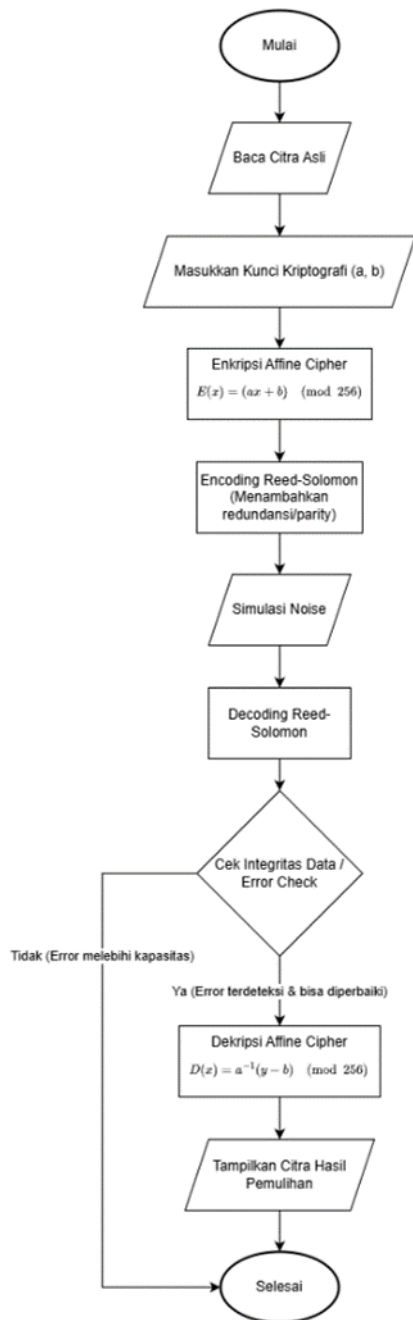 Mulai
Baca Citra Asli
Masukkan Kunci Kriptografi (a, b)
Enkripsi Affine Cipher
E(x) = (ax + b) (mod 256)
Encoding Reed-Solomon
(Menambahkan
redundansi/parity)
Simulasi Noise
Decoding Reed-
Solomon
Cek Integritas Data /
Error Check
Tidak (Error melebihi kapasitas)
Ya (Error terdeteksi & bisa diperbaiki)
Dekripsi Affine Cipher
D(x) = a⁻¹(y − b) (mod 256)
Tampilkan Citra Hasil
Pemulihan
Selesai